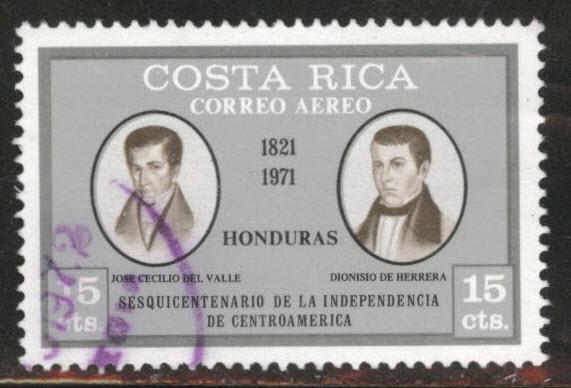 COSTA RICA
CORREO AEREO
1821
1971
HONDURAS
JOSE CECILIO DEL VALLE
DIONISIO DE HERRERA
15 cts.
SESQUICENTENARIO DE LA INDEPENDENCIA
DE CENTROAMERICA
15 cts.